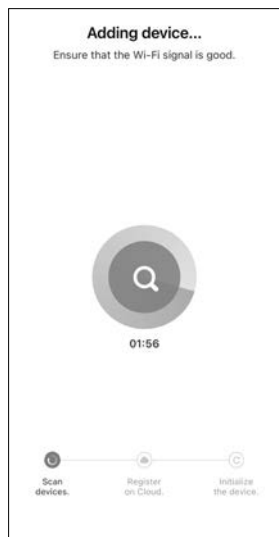 Adding device...
Ensure that the Wi-Fi signal is good.
01:56
Scan
devices.
Register
on Cloud.
Initialize
the device.